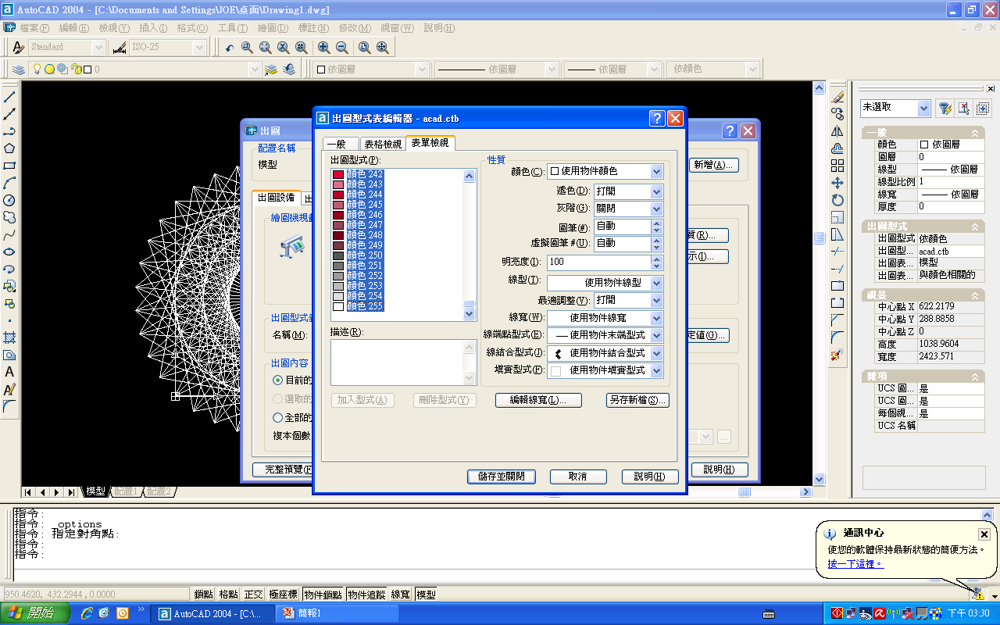 AutoCAD 2004 - [C:\Documents and Settings\JOE\桌面\Drawing1.dwg]
檔案(F) 編輯(E) 檢視(V) 插入(I) 格式(O) 工具(T) 繪圖(D) 標註(N) 修改(M) 視窗(W) 說明(H)
Standard ISO-25
0 依圖層 依圖層 依圖層 依顏色
出圖型式表編輯器 - acad.ctb
一般 表格檢視 表單檢視
出圖型式(P):
顏色 242
顏色 243
顏色 244
顏色 245
顏色 246
顏色 247
顏色 248
顏色 249
顏色 250
顏色 251
顏色 252
顏色 253
顏色 254
顏色 255
描述(R):
加入型式(A) 刪除型式(Y)
性質
顏色(C): 使用物件顏色
遞色(D): 打開
灰階(G): 關閉
圖筆(#): 自動
虛擬圖筆 #(U): 自動
明亮度(I): 100
線型(T): 使用物件線型
最適調整(V): 打開
線寬(W): 使用物件線寬
線端點型式(E): 使用物件末端型式
線結合型式(J): 使用物件結合型式
填實型式(F): 使用物件填實型式
編輯線寬(L)... 另存新檔(S)...
儲存並關閉 取消 說明(H)
出圖
配置名稱
模型
新增(A)...
出圖設備 出
繪圖機規
質(R)...
示(I)...
出圖型式表
名稱(M):
定值(G)...
出圖內容
目前的
選取的
全部的
複本個數
...
完整預覽(F 說明(H)
未選取
一般
顏色 依圖層
圖層 0
線型 依圖層
線型比例 1
線寬 依圖層
厚度 0
出圖型式
出圖型式 依顏色
出圖型... acad.ctb
出圖表... 模型
出圖表... 與顏色相關的
視景
中心點 X 622.2179
中心點 Y 288.8858
中心點 Z 0
高度 1038.9604
寬度 2423.571
雜項
UCS 圖... 是
UCS 圖... 是
每個視... 是
UCS 名稱
模型 配置1 配置2
指令:
指令: _options
指令: 指定對角點:
指令:
指令:
通訊中心
使您的軟體保持最新狀態的簡便方法。
按一下這裡。
950.4620, 432.2944 , 0.0000 鎖點 格點 正交 極座標 物件鎖點 物件追蹤 線寬 模型
開始 AutoCAD 2004 - [C:\... 簡報1 下午 03:30